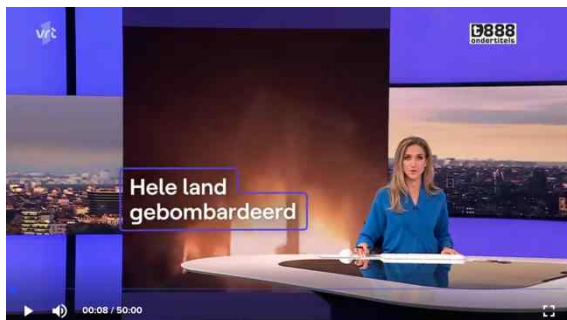 vrt
888
ondertitels
Hele land
gebombardeerd
00:08 / 50:00